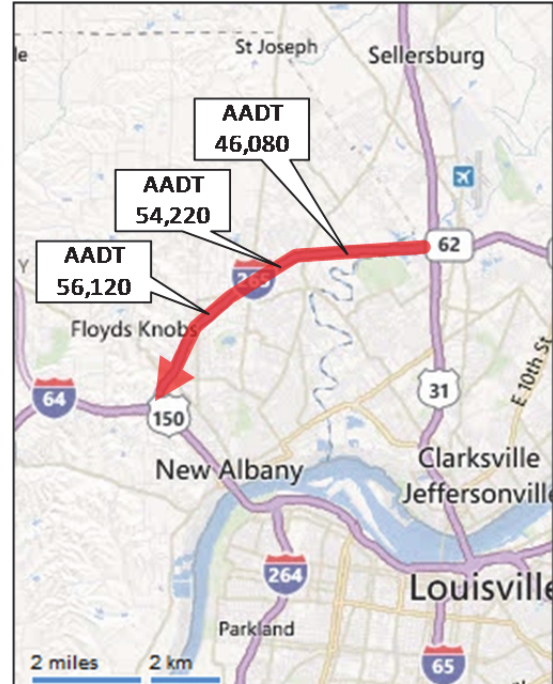 le
St Joseph
Sellersburg
AADT
46,080
AADT
54,220
62
AADT
56,120
265
Y
Floyds Knobs
64
150
31
E 10th St
New Albany
Clarksville
Jeffersonville
264
Louisville
Parkland
65
2 miles
2 km